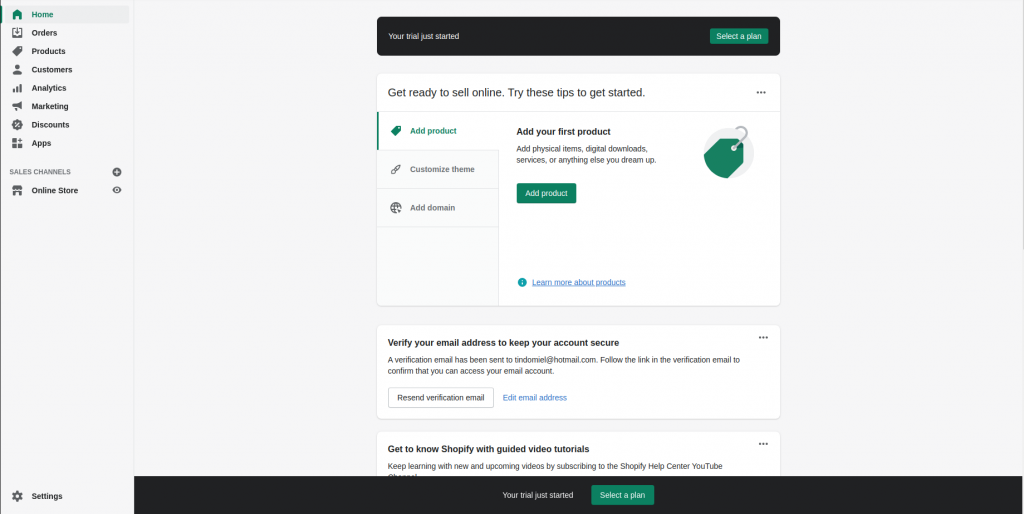 Home
Orders
Products
Customers
Analytics
Marketing
Discounts
Apps
SALES CHANNELS
Online Store
Settings
Your trial just started
Select a plan
Get ready to sell online. Try these tips to get started.
Add product
Customize theme
Add domain
Add your first product
Add physical items, digital downloads,
services, or anything else you dream up.
Add product
Learn more about products
Verify your email address to keep your account secure
A verification email has been sent to tindomiel@hotmail.com. Follow the link in the verification email to
confirm that you can access your email account.
Resend verification email
Edit email address
Get to know Shopify with guided video tutorials
Keep learning with new and upcoming videos by subscribing to the Shopify Help Center YouTube
Your trial just started
Select a plan